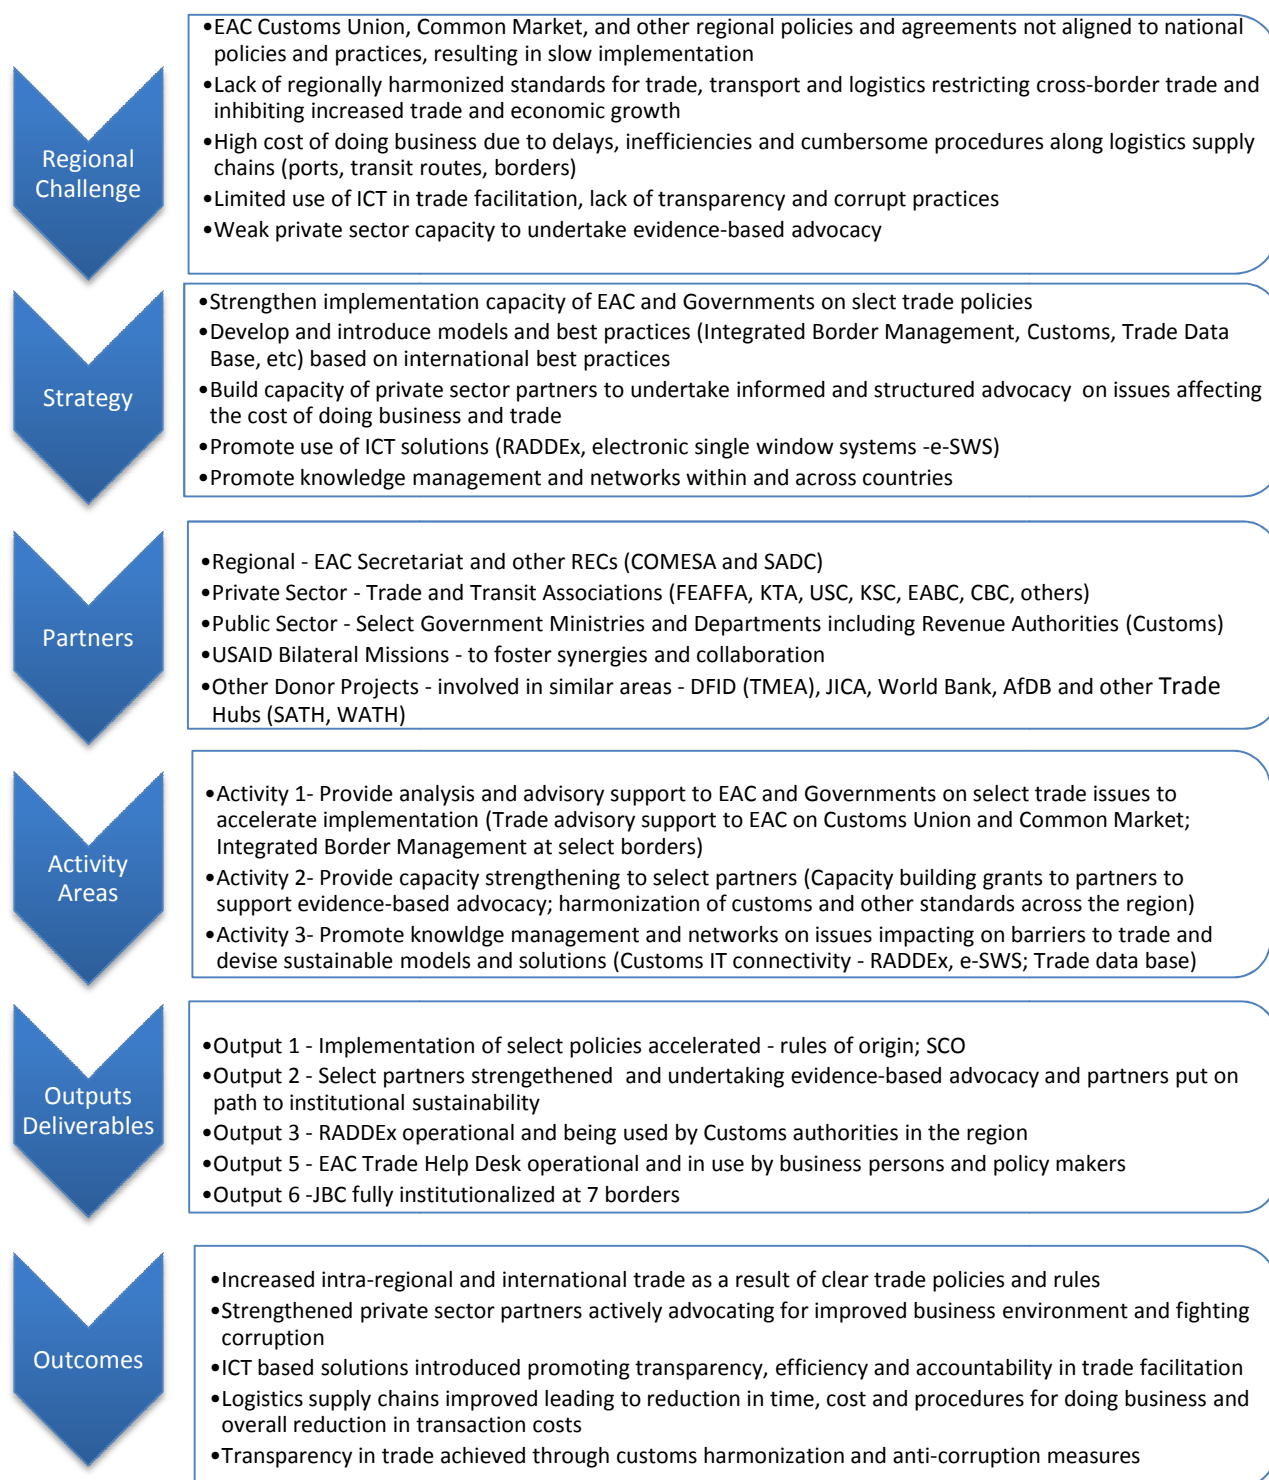 Regional
Challenge
•EAC Customs Union, Common Market, and other regional policies and agreements not aligned to national
policies and practices, resulting in slow implementation
•Lack of regionally harmonized standards for trade, transport and logistics restricting cross-border trade and
inhibiting increased trade and economic growth
•High cost of doing business due to delays, inefficiencies and cumbersome procedures along logistics supply
chains (ports, transit routes, borders)
•Limited use of ICT in trade facilitation, lack of transparency and corrupt practices
•Weak private sector capacity to undertake evidence-based advocacy
Strategy
•Strengthen implementation capacity of EAC and Governments on slect trade policies
•Develop and introduce models and best practices (Integrated Border Management, Customs, Trade Data
Base, etc) based on international best practices
•Build capacity of private sector partners to undertake informed and structured advocacy on issues affecting
the cost of doing business and trade
•Promote use of ICT solutions (RADDEx, electronic single window systems -e-SWS)
•Promote knowledge management and networks within and across countries
Partners
•Regional - EAC Secretariat and other RECs (COMESA and SADC)
•Private Sector - Trade and Transit Associations (FEAFFA, KTA, USC, KSC, EABC, CBC, others)
•Public Sector - Select Government Ministries and Departments including Revenue Authorities (Customs)
•USAID Bilateral Missions - to foster synergies and collaboration
•Other Donor Projects - involved in similar areas - DFID (TMEA), JICA, World Bank, AfDB and other Trade
Hubs (SATH, WATH)
Activity
Areas
•Activity 1- Provide analysis and advisory support to EAC and Governments on select trade issues to
accelerate implementation (Trade advisory support to EAC on Customs Union and Common Market;
Integrated Border Management at select borders)
•Activity 2- Provide capacity strengthening to select partners (Capacity building grants to partners to
support evidence-based advocacy; harmonization of customs and other standards across the region)
•Activity 3- Promote knowldge management and networks on issues impacting on barriers to trade and
devise sustainable models and solutions (Customs IT connectivity - RADDEx, e-SWS; Trade data base)
Outputs
Deliverables
•Output 1 - Implementation of select policies accelerated - rules of origin; SCO
•Output 2 - Select partners strengethened and undertaking evidence-based advocacy and partners put on
path to institutional sustainability
•Output 3 - RADDEx operational and being used by Customs authorities in the region
•Output 5 - EAC Trade Help Desk operational and in use by business persons and policy makers
•Output 6 -JBC fully institutionalized at 7 borders
Outcomes
•Increased intra-regional and international trade as a result of clear trade policies and rules
•Strengthened private sector partners actively advocating for improved business environment and fighting
corruption
•ICT based solutions introduced promoting transparency, efficiency and accountability in trade facilitation
•Logistics supply chains improved leading to reduction in time, cost and procedures for doing business and
overall reduction in transaction costs
•Transparency in trade achieved through customs harmonization and anti-corruption measures